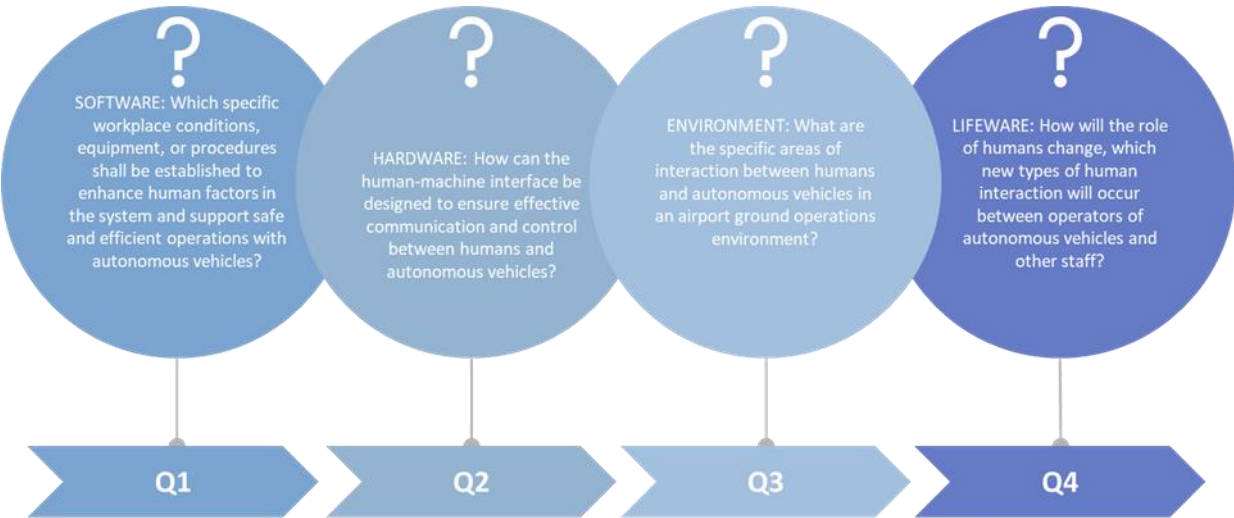 ?
SOFTWARE: Which specific
workplace conditions,
equipment, or procedures
shall be established to
enhance human factors in
the system and support safe
and efficient operations with
autonomous vehicles?
?
HARDWARE: How can the
human-machine interface be
designed to ensure effective
communication and control
between humans and
autonomous vehicles?
?
ENVIRONMENT: What are
the specific areas of
interaction between humans
and autonomous vehicles in
an airport ground operations
environment?
?
LIFEWARE: How will the role
of humans change, which
new types of human
interaction will occur
between operators of
autonomous vehicles and
other staff?
Q1
Q2
Q3
Q4